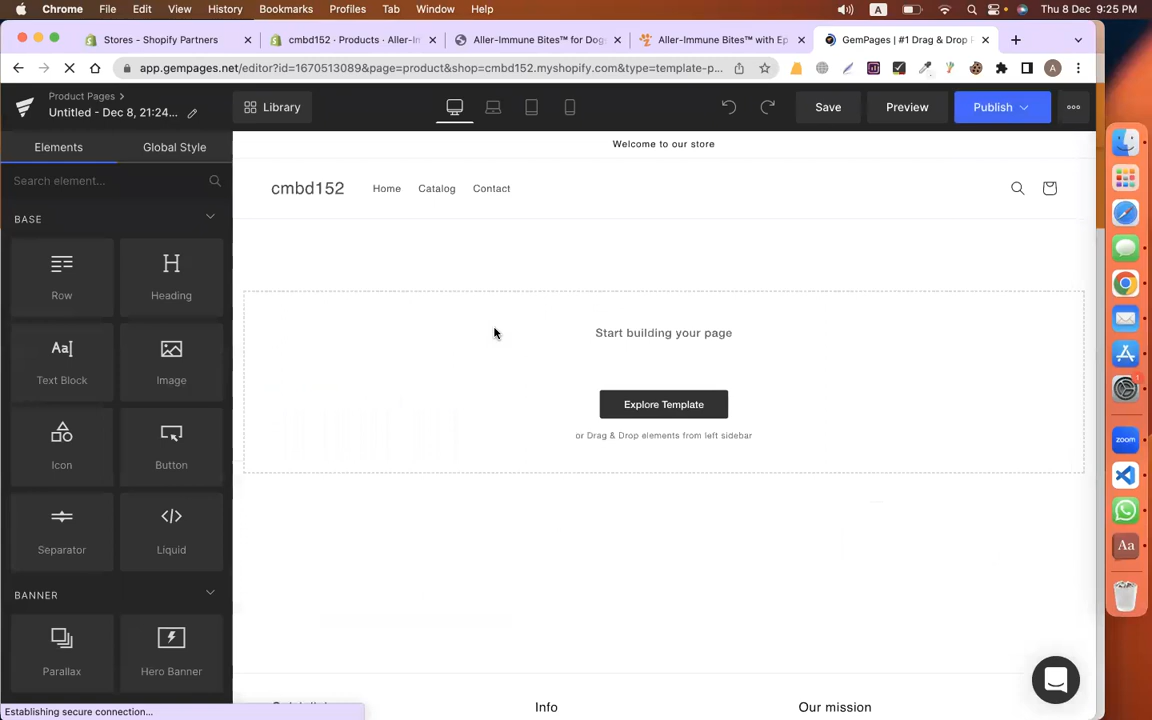 Chrome File Edit View History Bookmarks Profiles Tab Window Help A Thu 8 Dec 9:25 PM
Stores - Shopify Partners cmbd152 · Products · Aller-In Aller-Immune Bites™ for Dogs Aller-Immune Bites™ with Ep GemPages | #1 Drag & Drop
app.gempages.net/editor?id=1670513089&page=product&shop=cmbd152.myshopify.com&type=template-p... A
Product Pages
Untitled - Dec 8, 21:24...
Library
Save
Preview
Publish
Elements
Global Style
Welcome to our store
Search element...
cmbd152
Home
Catalog
Contact
BASE
Row
Heading
Start building your page
Text Block
Image
Explore Template
or Drag & Drop elements from left sidebar
Icon
Button
Separator
Liquid
BANNER
Parallax
Hero Banner
Info
Our mission
Establishing secure connection...
zoom
Aa
1